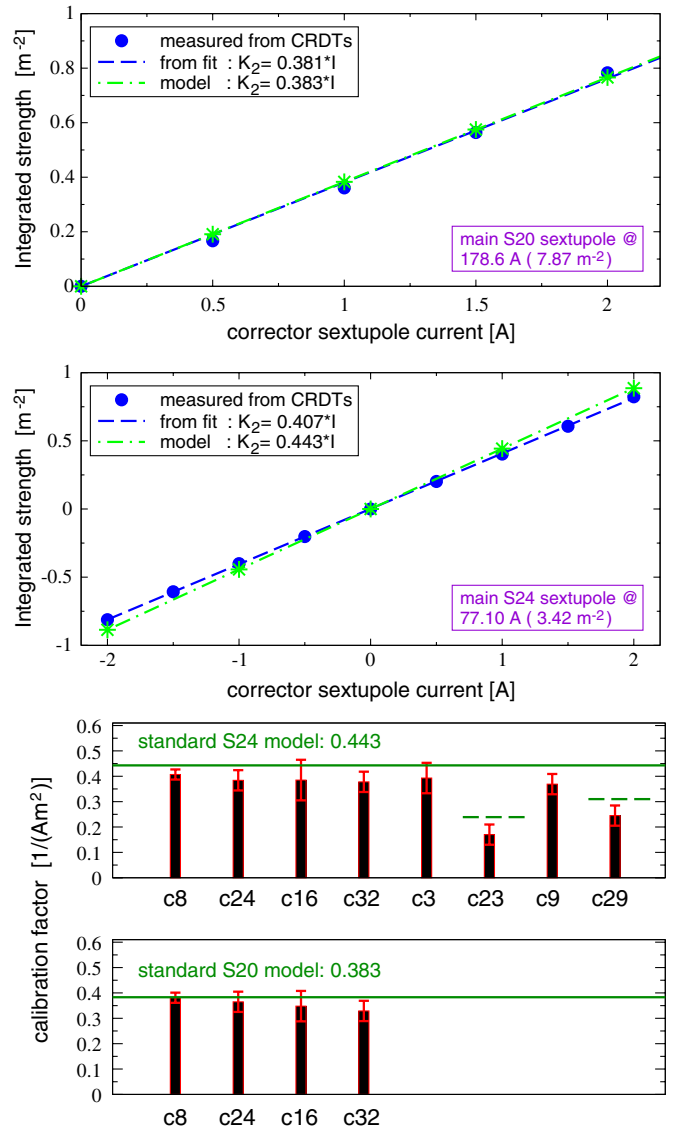 measured from CRDTs
from fit : K2= 0.381*I
model : K2= 0.383*I
main S20 sextupole @
178.6 A ( 7.87 m-2)
Integrated strength [m-2]
1
0.8
0.6
0.4
0.2
0
0 0.5 1 1.5 2
corrector sextupole current [A]
measured from CRDTs
from fit : K2= 0.407*I
model : K2= 0.443*I
main S24 sextupole @
77.10 A ( 3.42 m-2)
Integrated strength [m-2]
1
0.5
0
-0.5
-1
-2 -1 0 1 2
corrector sextupole current [A]
calibration factor [1/(Am2)]
0.6
standard S24 model: 0.443
0.5
0.4
0.3
0.2
0.1
0
c8 c24 c16 c32 c3 c23 c9 c29
0.6
standard S20 model: 0.383
0.5
0.4
0.3
0.2
0.1
0
c8 c24 c16 c32